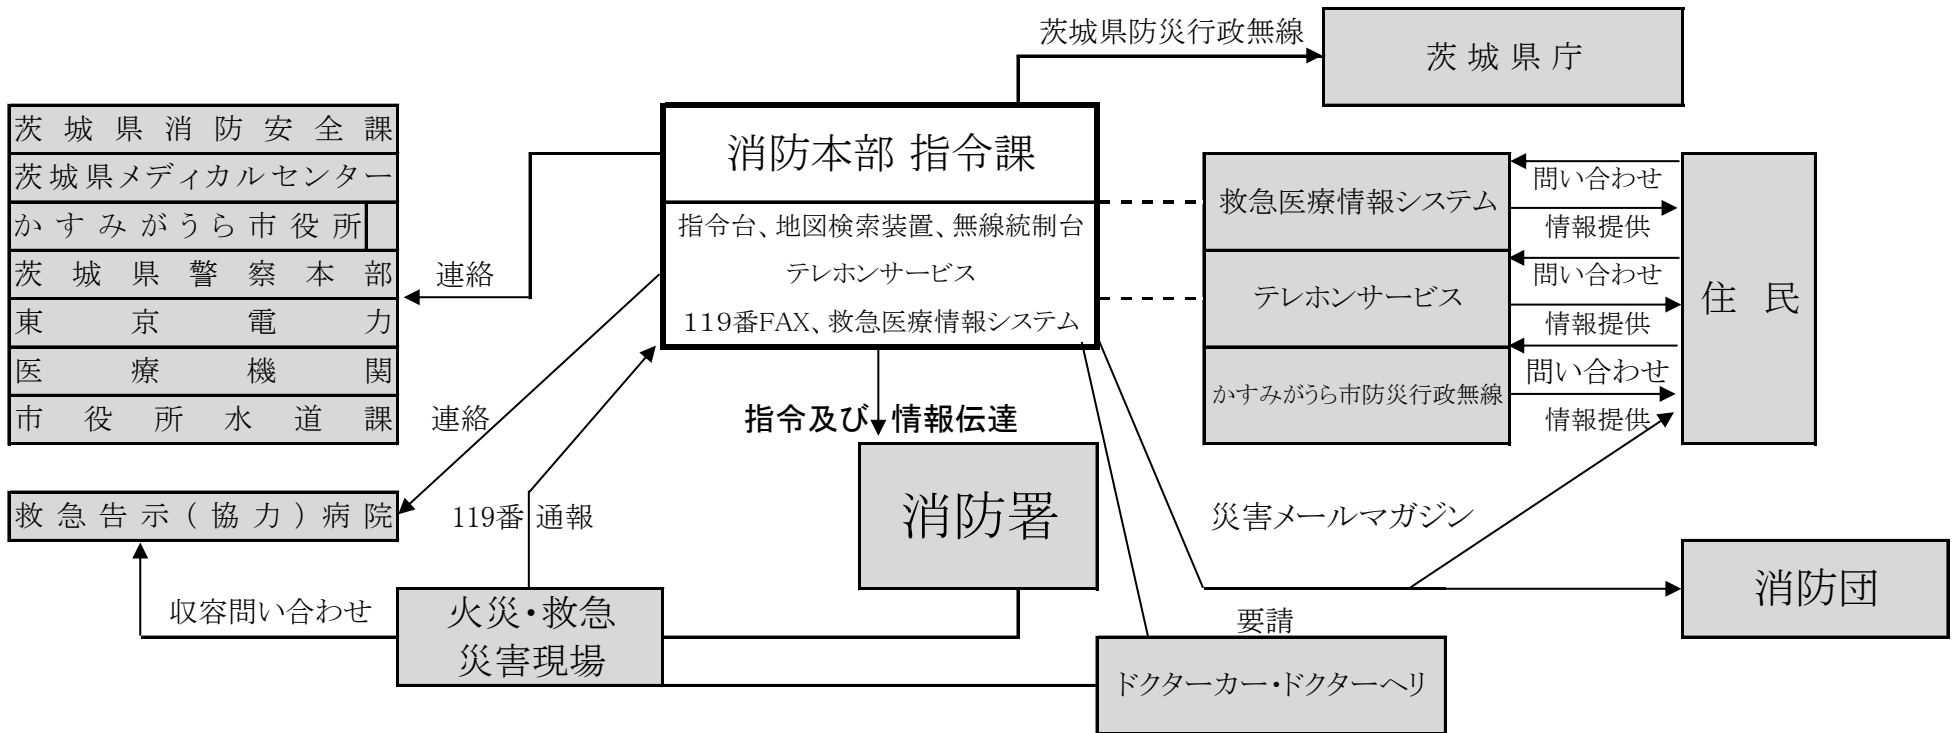 茨城県防災行政無線
茨城県庁
茨城県消防安全課
茨城県メディカルセンター
かすみがうら市役所
茨城県警察本部
東京電力
医療機関
市役所水道課
連絡
消防本部 指令課
指令台、地図検索装置、無線統制台
テレホンサービス
119番FAX、救急医療情報システム
救急医療情報システム
テレホンサービス
かすみがうら市防災行政無線
問い合わせ
情報提供
問い合わせ
情報提供
問い合わせ
情報提供
住民
連絡
指令及び 情報伝達
救急告示(協力)病院
119番 通報
消防署
災害メールマガジン
消防団
収容問い合わせ
火災・救急
災害現場
要請
ドクターカー・ドクターヘリ